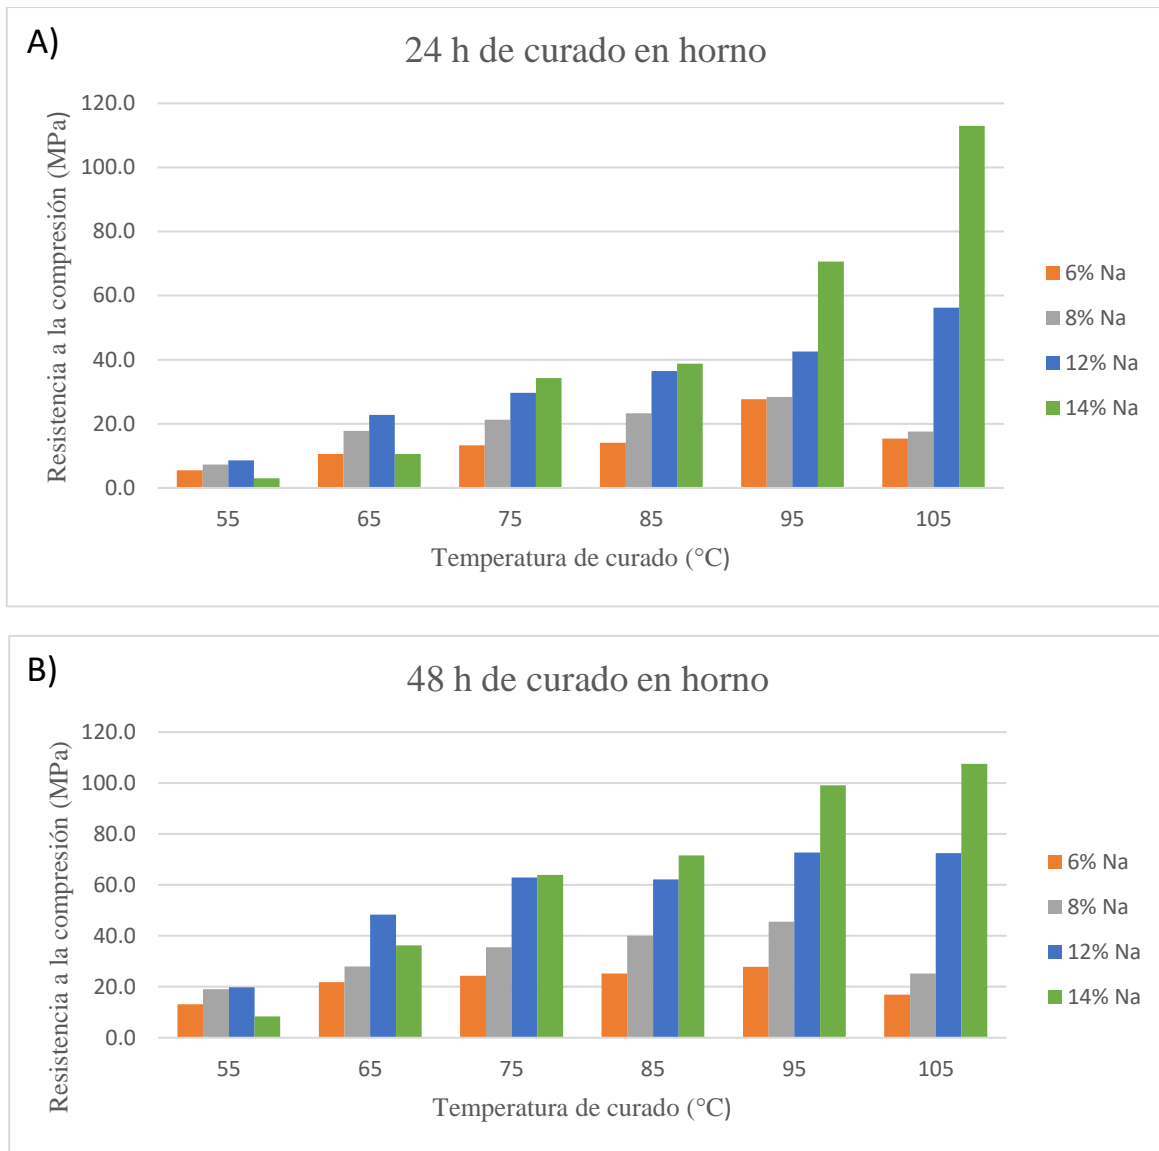 A)
24 h de curado en horno
Resistencia a la compresión (MPa)
120.0
100.0
80.0
60.0
40.0
20.0
0.0
55 65 75 85 95 105
Temperatura de curado (°C)
6% Na
8% Na
12% Na
14% Na
B)
48 h de curado en horno
Resistencia a la compresión (MPa)
120.0
100.0
80.0
60.0
40.0
20.0
0.0
55 65 75 85 95 105
Temperatura de curado (°C)
6% Na
8% Na
12% Na
14% Na